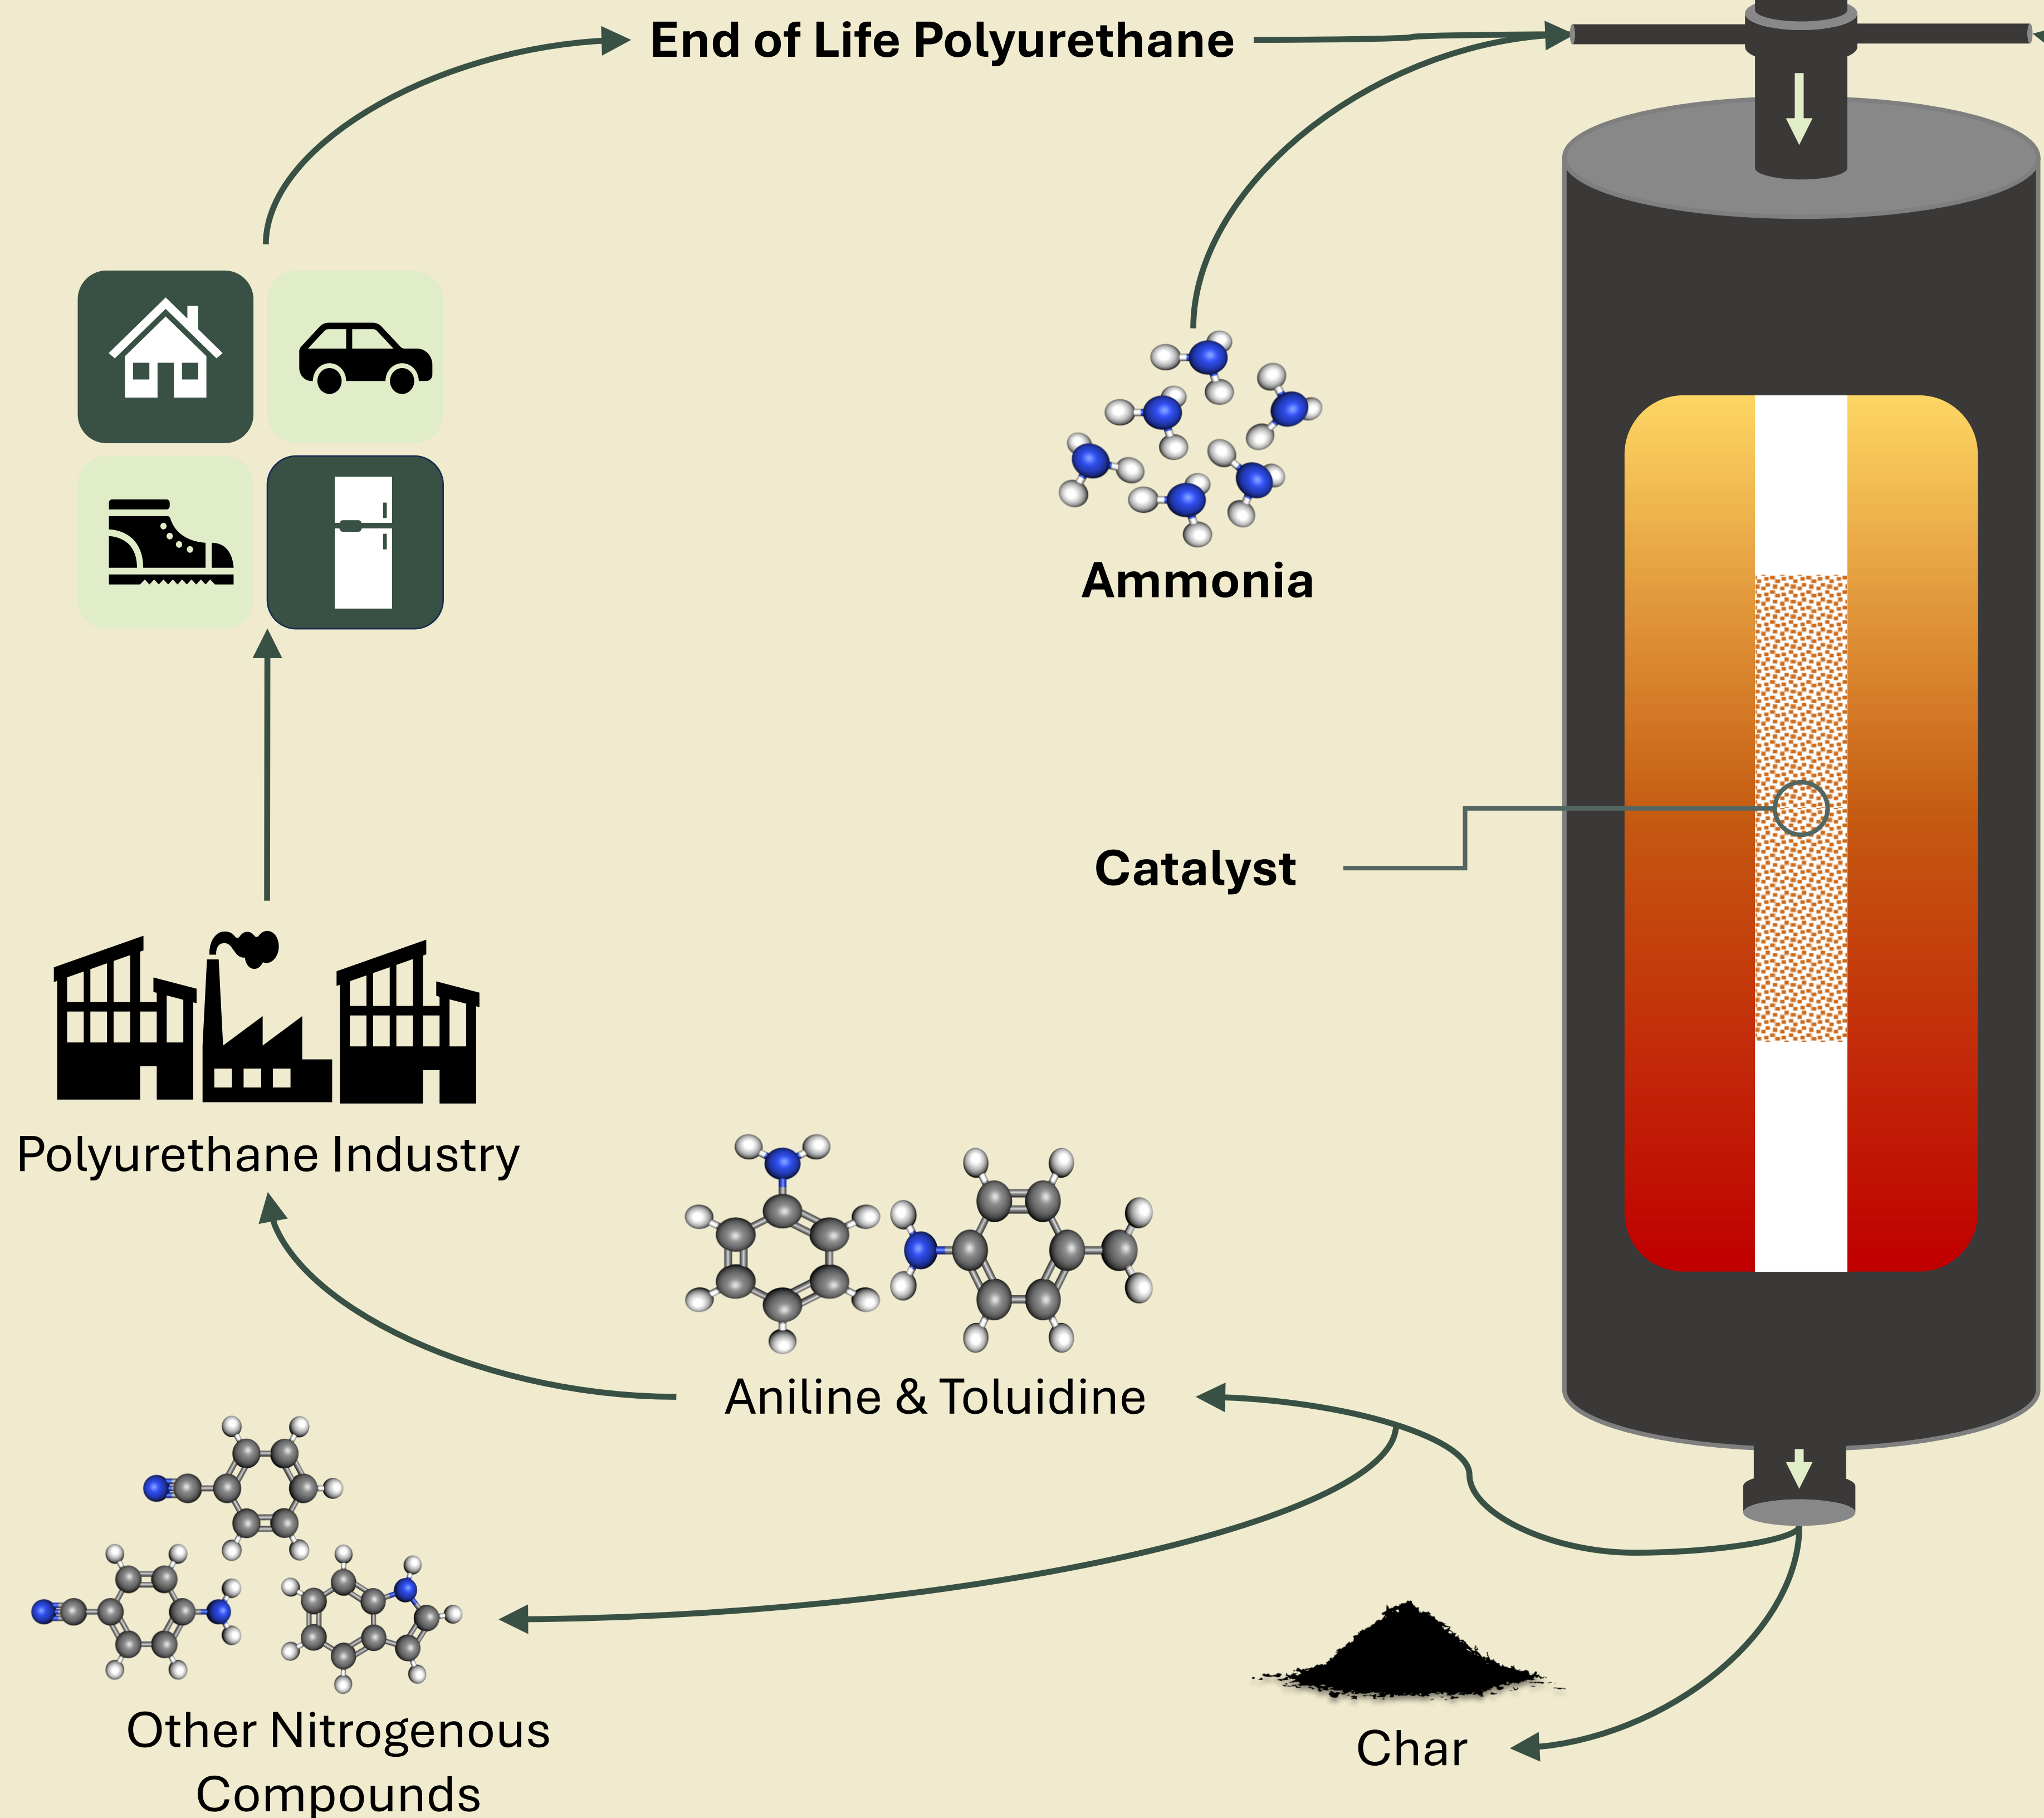 End of Life Polyurethane
Ammonia
Catalyst
Polyurethane Industry
Aniline & Toluidine
Other Nitrogenous
Compounds
Char